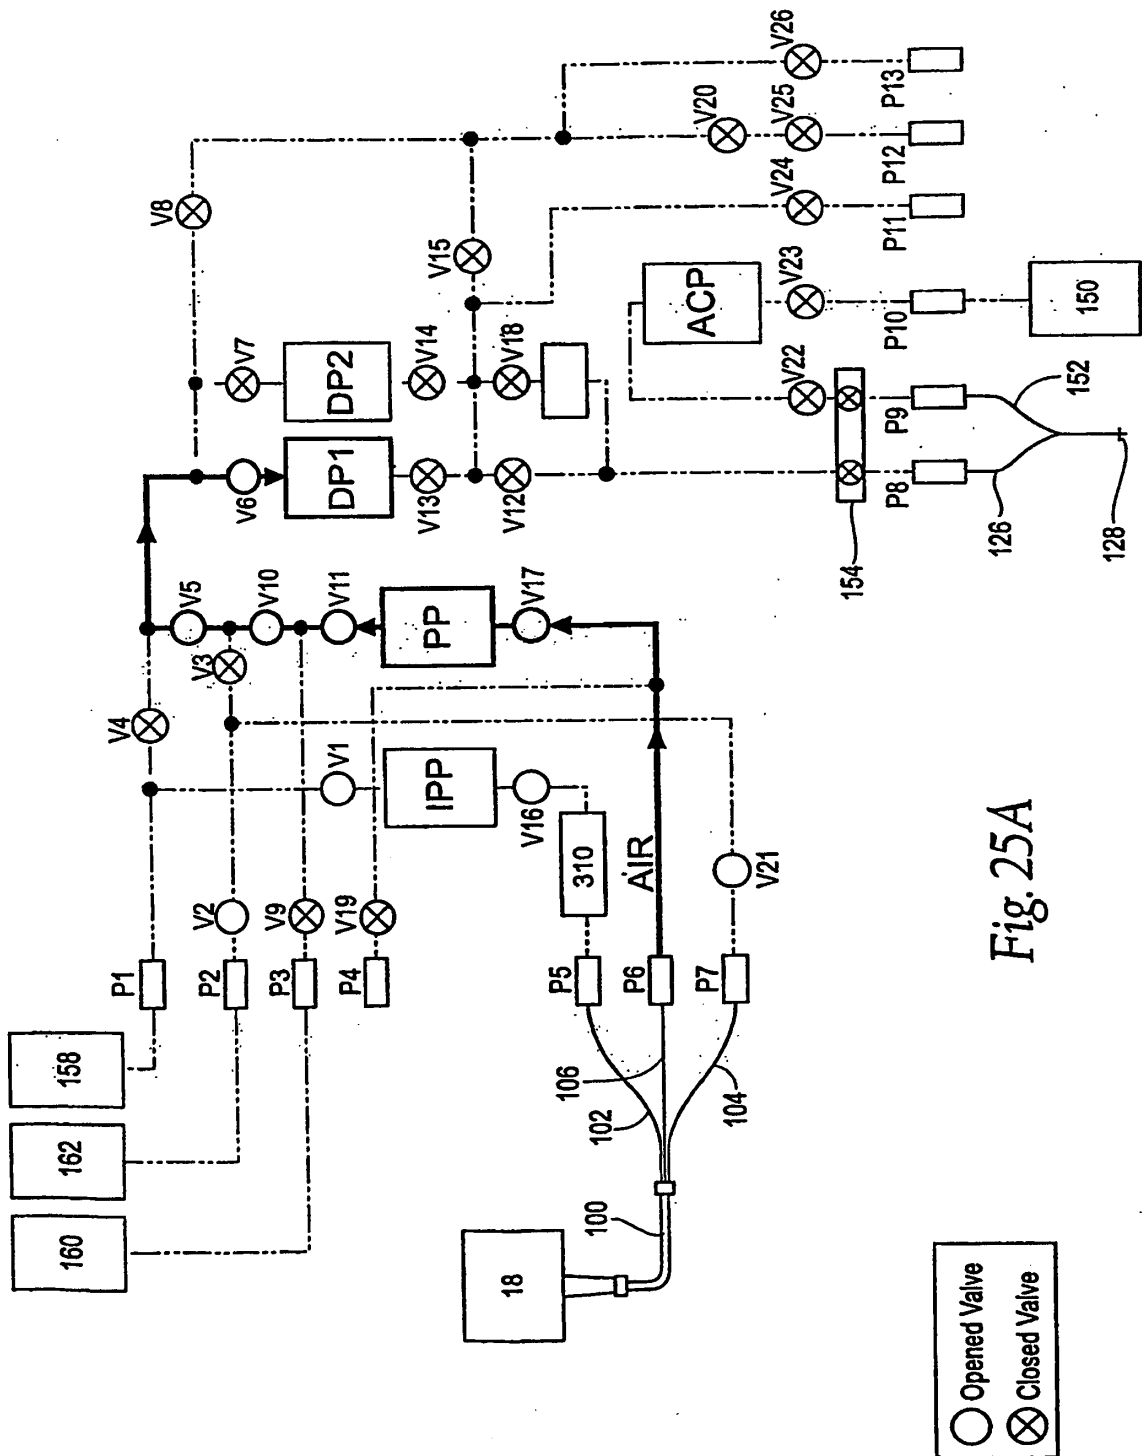 158
162
160
P1
P2
P3
P4
V2
V9
V19
V4
V3
V5
V10
V11
V1
IPP
V16
310
PP
V17
AIR
P5
P6
P7
V21
102
106
104
100
18
V8
V7
V6
DP2
DP1
V14
V13
V15
V18
V12
ACP
V20
V26
V25
V24
V23
V22
154
P13
P12
P11
P10
P9
P8
150
152
126
128
Opened Valve
Closed Valve
Fig. 25A